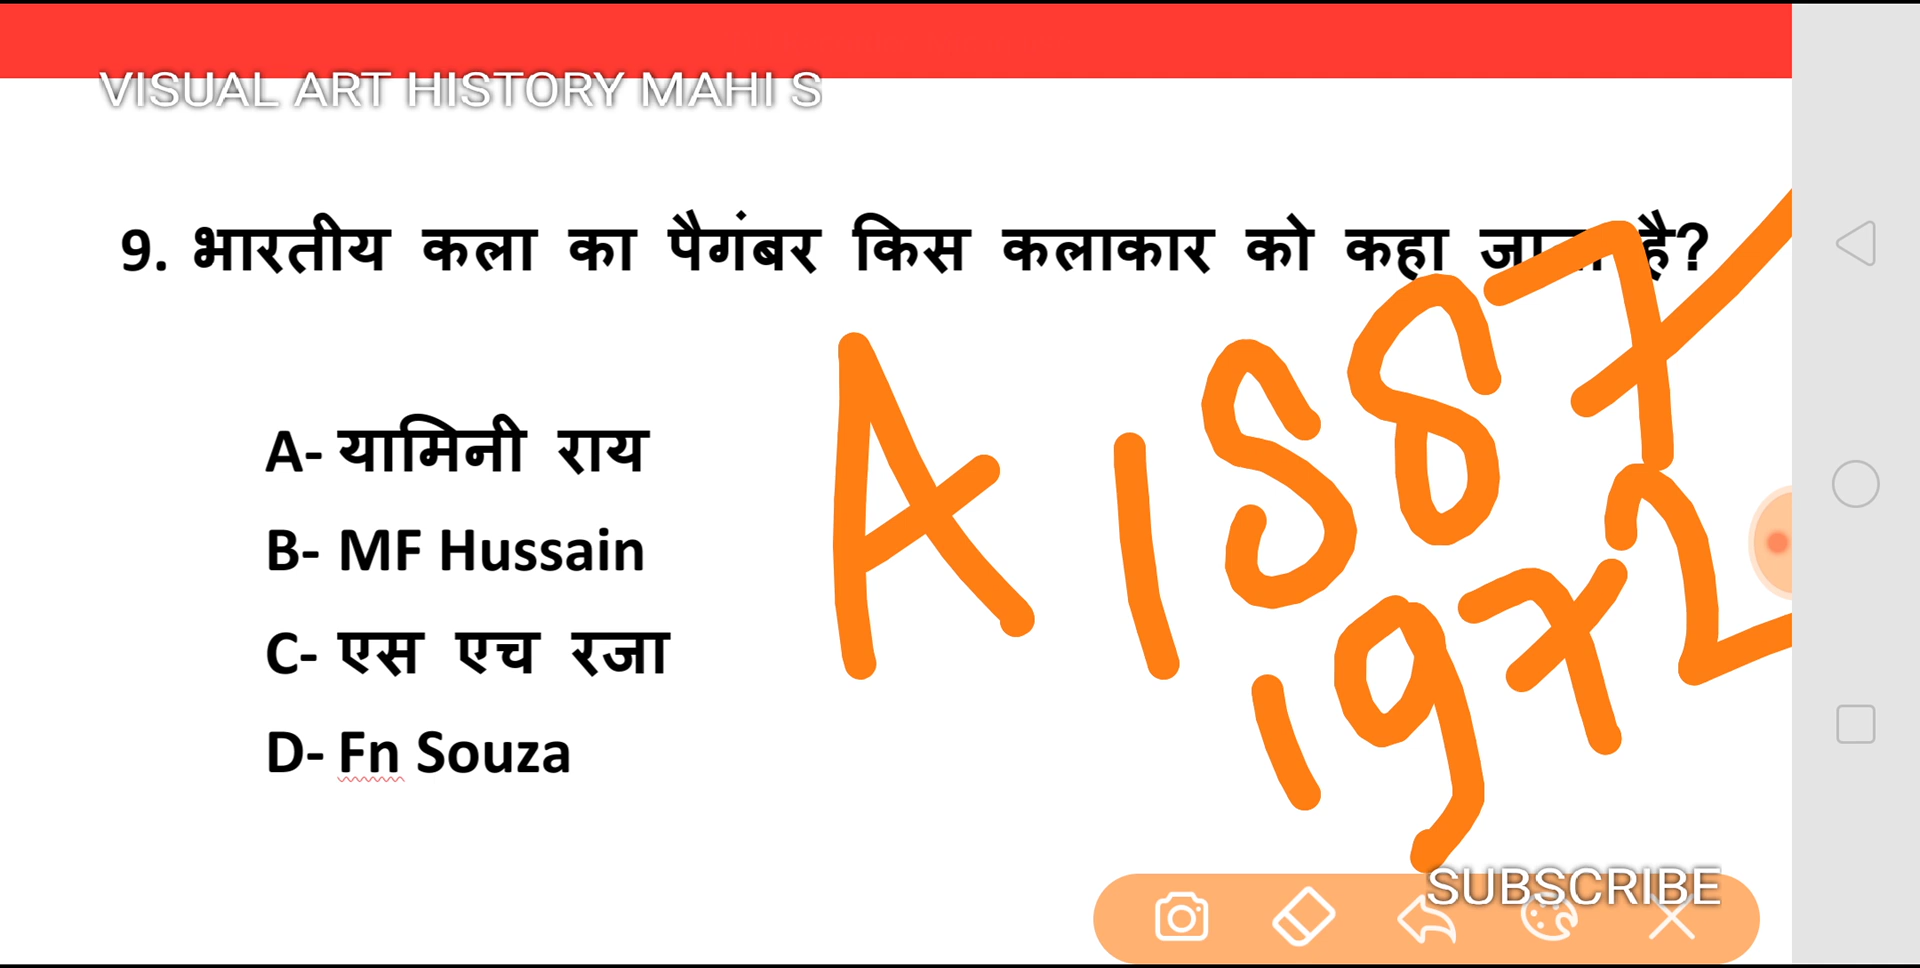 VISUAL ART HISTORY MAHI S
9. भारतीय कला का पैगंबर किस कलाकार को कहा जाता है?
A- यामिनी राय
B- MF Hussain
C- एस एच रजा
D- Fn Souza
A 1887
1972
SUBSCRIBE